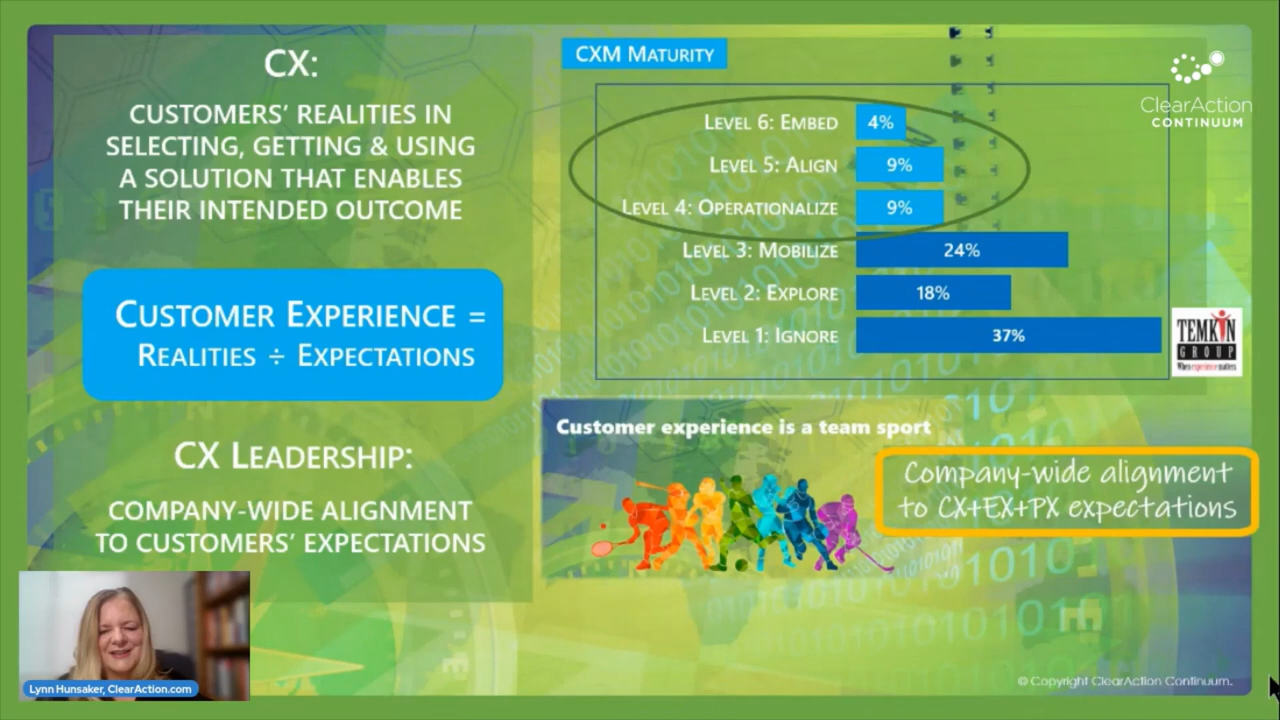 CX:
CUSTOMERS' REALITIES IN
SELECTING, GETTING & USING
A SOLUTION THAT ENABLES
THEIR INTENDED OUTCOME
CUSTOMER EXPERIENCE =
REALITIES ÷ EXPECTATIONS
CX LEADERSHIP:
COMPANY-WIDE ALIGNMENT
TO CUSTOMERS' EXPECTATIONS
Lynn Hunsaker, ClearAction.com
CXM MATURITY
LEVEL 6: EMBED 4%
LEVEL 5: ALIGN 9%
LEVEL 4: OPERATIONALIZE 9%
LEVEL 3: MOBILIZE 24%
LEVEL 2: EXPLORE 18%
LEVEL 1: IGNORE 37%
ClearAction
CONTINUUM
TEMKIN
GROUP
When experience matters
Customer experience is a team sport
Company-wide alignment
to CX+EX+PX expectations
© Copyright ClearAction Continuum.